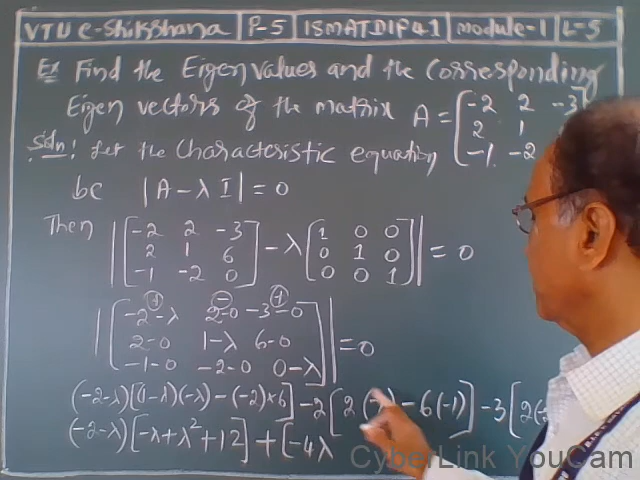 VTU e-Shikshana | P-5 | 18MATDIP41 | Module-1 | L-5
Ex Find the Eigen values and the Corresponding
Eigen vectors of the matrix A = [-2 2 -3
2 1
-1 -2
Soln: Let the Characteristic equation
be |A - λ I| = 0
Then |[-2 2 -3
2 1 6
-1 -2 0] - λ [1 0 0
0 1 0
0 0 1]| = 0
|[-2-λ 2-0 -3-0
2-0 1-λ 6-0
-1-0 -2-0 0-λ]| = 0
(-2-λ)[(1-λ)(-λ) - (-2)×6] - 2[2(-λ) - 6(-1)] - 3[2(-
(-2-λ)[-λ+λ²+12] + [-4λ
CyberLink YouCam